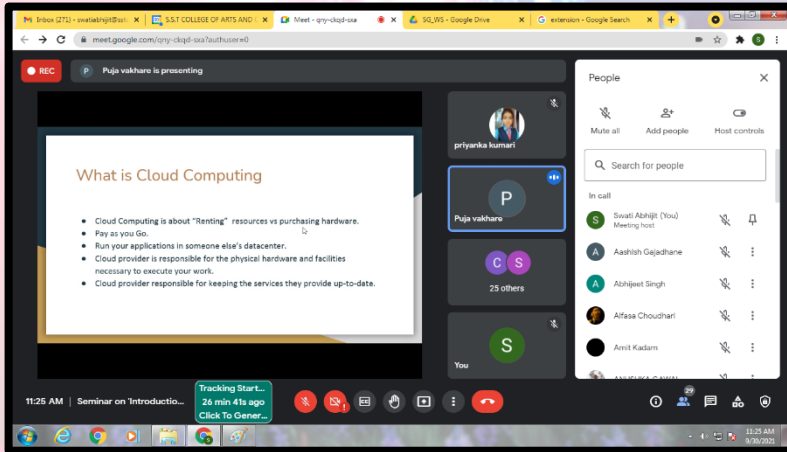 Inbox (271) - swatiabhijit@sst
S.S.T COLLEGE OF ARTS AND C
Meet - qny-ckqd-sxa
SG_WS - Google Drive
extension - Google Search
meet.google.com/qny-ckqd-sxa?authuser=0
S
REC
P
Puja vakhare is presenting
What is Cloud Computing
• Cloud Computing is about "Renting" resources vs purchasing hardware.
• Pay as you Go.
• Run your applications in someone else's datacenter.
• Cloud provider is responsible for the physical hardware and facilities
necessary to execute your work.
• Cloud provider responsible for keeping the services they provide up-to-date.
priyanka kumari
P
Puja vakhare
C S
25 others
S
You
People
Mute all
Add people
Host controls
Search for people
In call
S
Swati Abhijit (You)
Meeting host
A
Aashish Gajadhane
A
Abhijeet Singh
Alfasa Choudhari
Amit Kadam
11:25 AM | Seminar on 'Introductio...
Tracking Start...
26 min 41s ago
Click To Gener...
29
11:25 AM
9/30/2021